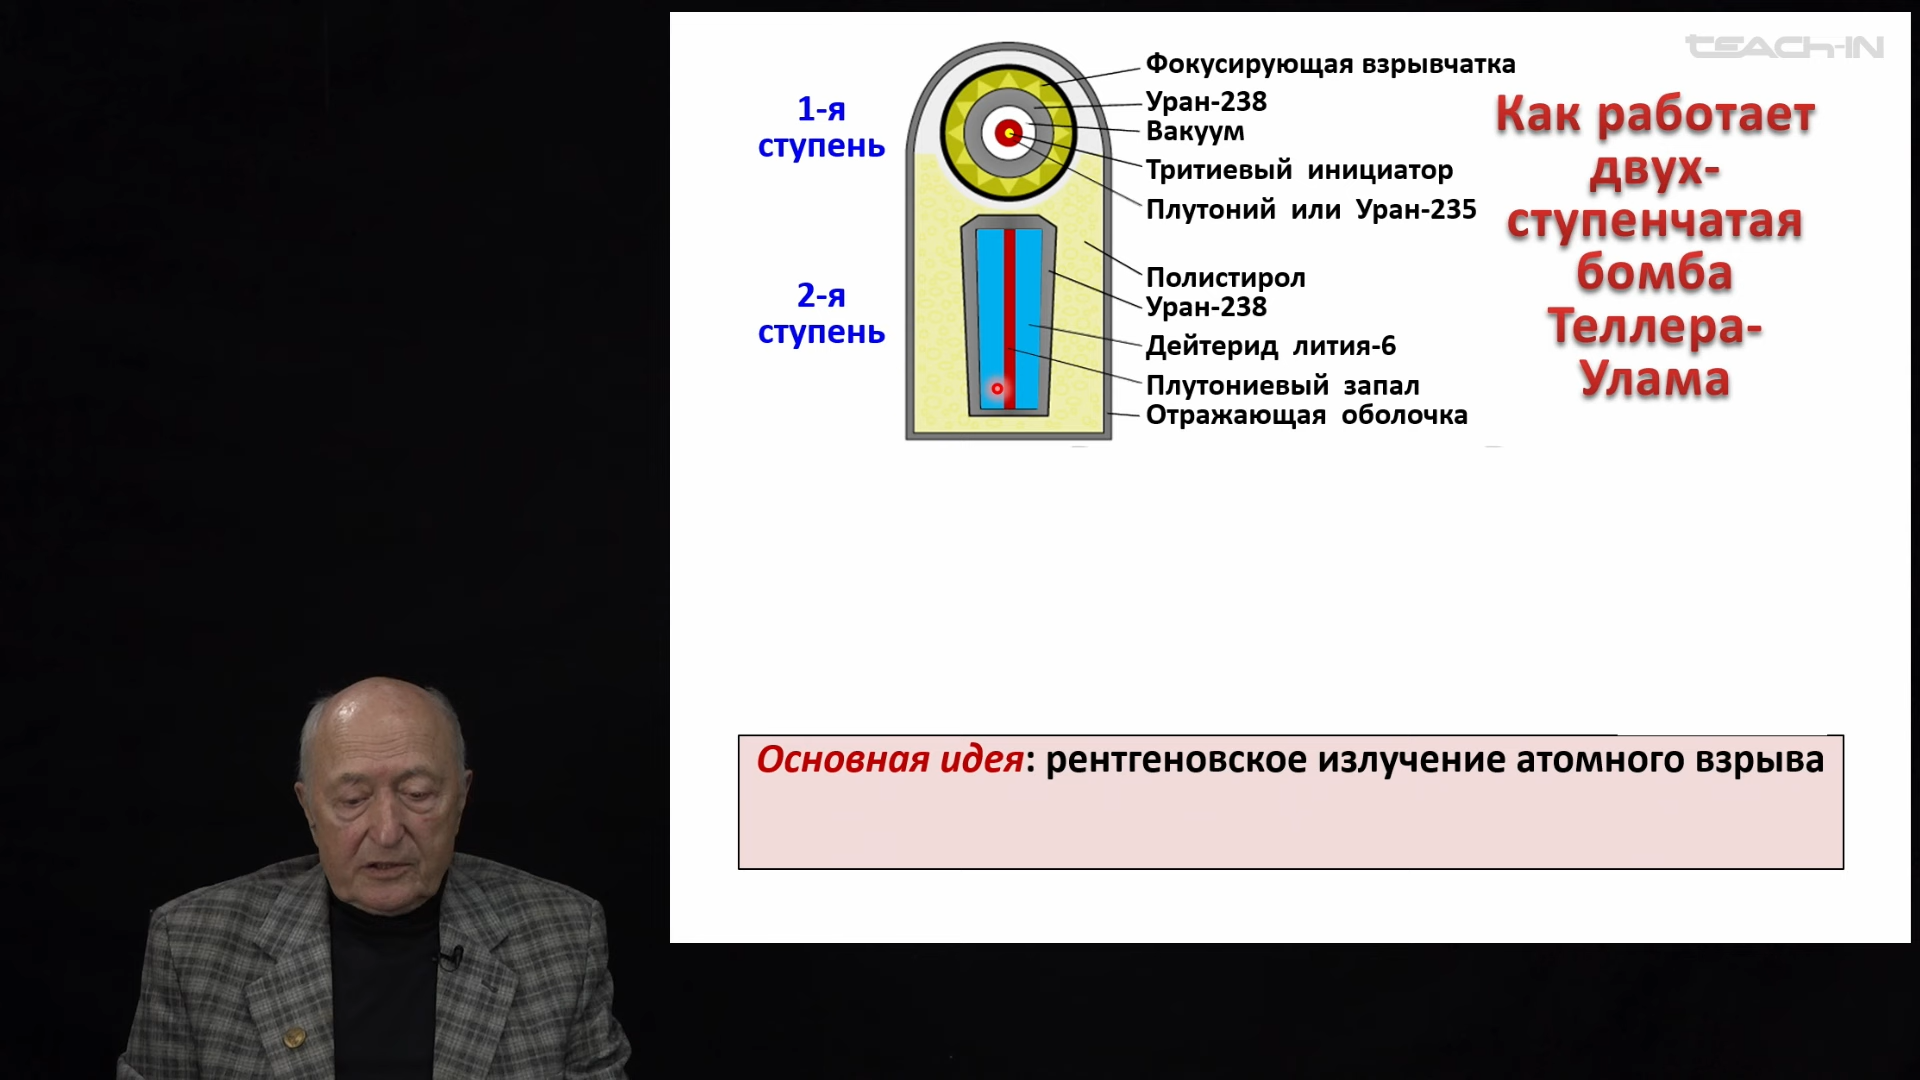 TEACH-IN
1-я
ступень
Фокусирующая взрывчатка
Уран-238
Вакуум
Тритиевый инициатор
Плутоний или Уран-235
2-я
ступень
Полистирол
Уран-238
Дейтерид лития-6
Плутониевый запал
Отражающая оболочка
Как работает
двух-
ступенчатая
бомба
Теллера-
Улама
Основная идея: рентгеновское излучение атомного взрыва